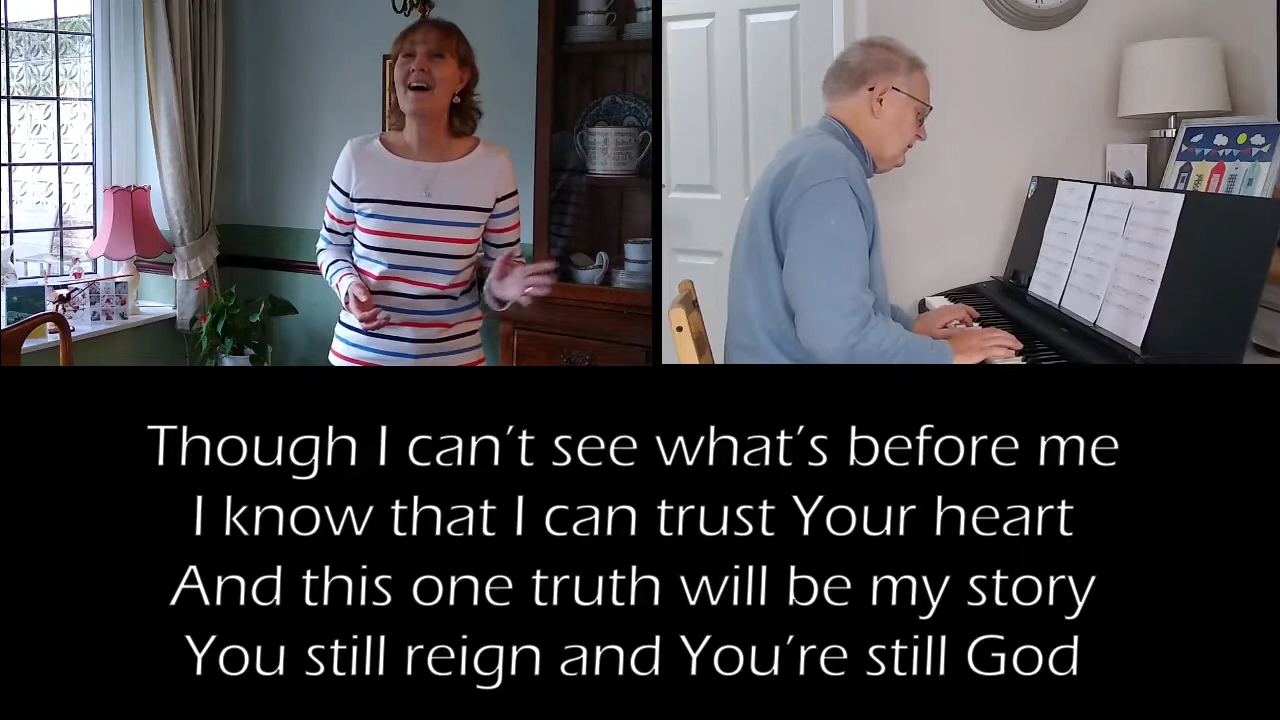 Though I can't see what's before me
I know that I can trust Your heart
And this one truth will be my story
You still reign and You're still God